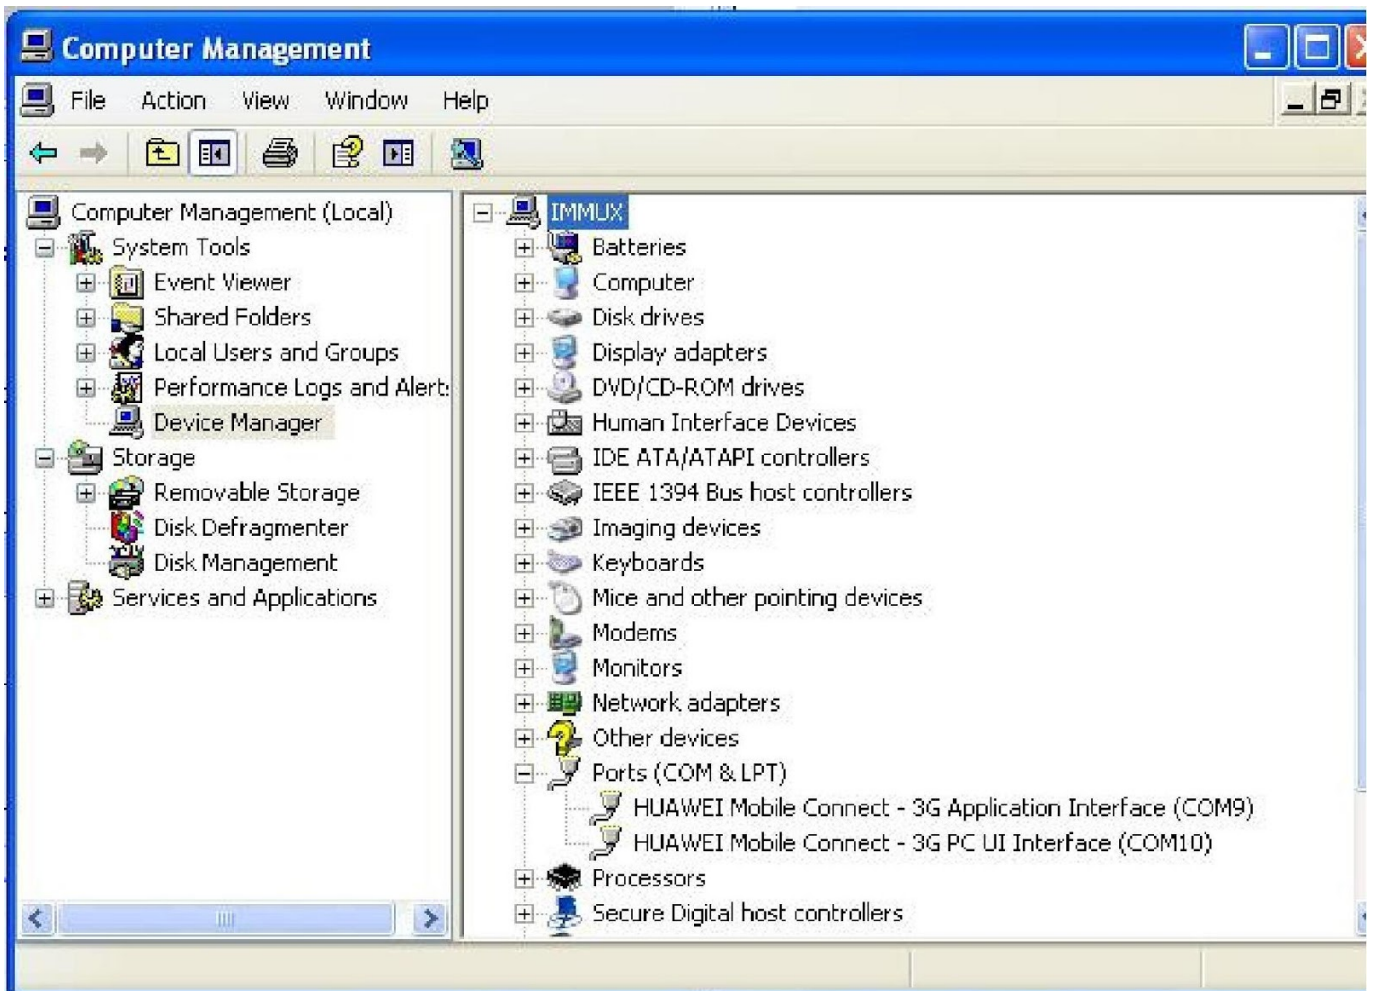 Computer Management
File Action View Window Help
Computer Management (Local)
System Tools
Event Viewer
Shared Folders
Local Users and Groups
Performance Logs and Alert
Device Manager
Storage
Removable Storage
Disk Defragmenter
Disk Management
Services and Applications
IMMUX
Batteries
Computer
Disk drives
Display adapters
DVD/CD-ROM drives
Human Interface Devices
IDE ATA/ATAPI controllers
IEEE 1394 Bus host controllers
Imaging devices
Keyboards
Mice and other pointing devices
Modems
Monitors
Network adapters
Other devices
Ports (COM & LPT)
HUAWEI Mobile Connect - 3G Application Interface (COM9)
HUAWEI Mobile Connect - 3G PC UI Interface (COM10)
Processors
Secure Digital host controllers